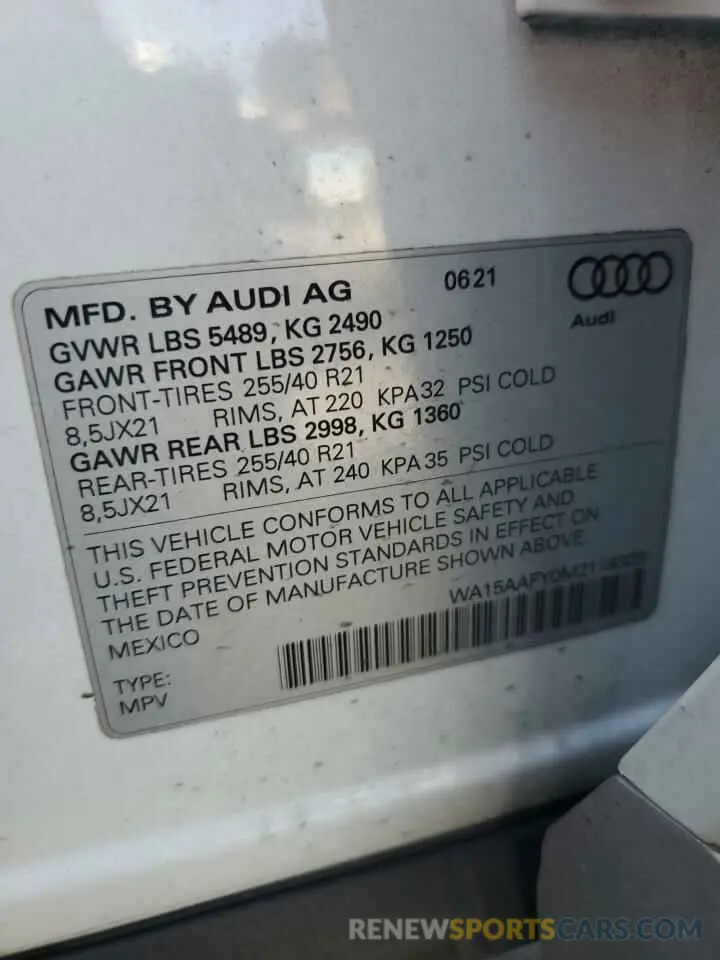 MFD. BY AUDI AG 0621
Audi
GVWR LBS 5489, KG 2490
GAWR FRONT LBS 2756, KG 1250
FRONT-TIRES 255/40 R21
8,5JX21 RIMS, AT 220 KPA32 PSI COLD
GAWR REAR LBS 2998, KG 1360
REAR-TIRES 255/40 R21
8,5JX21 RIMS, AT 240 KPA35 PSI COLD
THIS VEHICLE CONFORMS TO ALL APPLICABLE
U.S. FEDERAL MOTOR VEHICLE SAFETY AND
THEFT PREVENTION STANDARDS IN EFFECT ON
THE DATE OF MANUFACTURE SHOWN ABOVE.
MEXICO
TYPE:
MPV
RENEWSPORTSCARS.COM